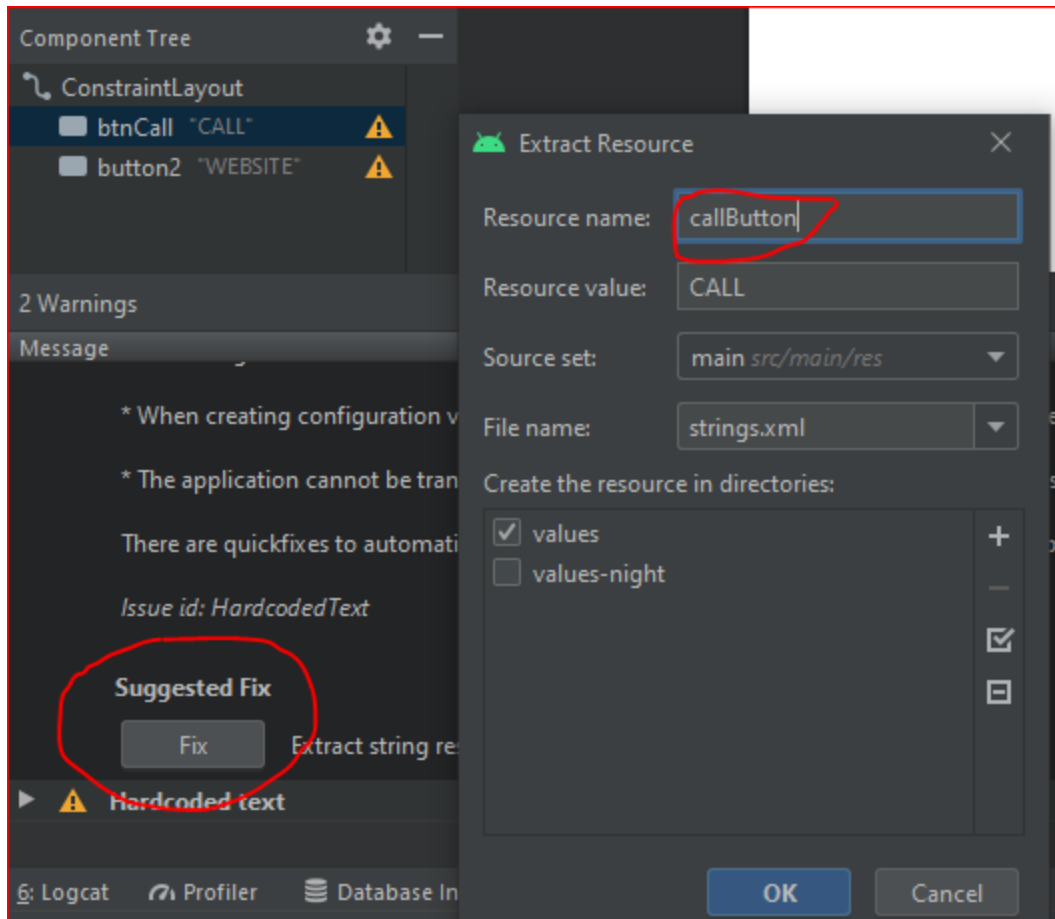 Component Tree
ConstraintLayout
btnCall "CALL"
button2 "WEBSITE"
2 Warnings
Message
* When creating configuration v
* The application cannot be tran
There are quickfixes to automati
Issue id: HardcodedText
Suggested Fix
Fix Extract string re
Hardcoded text
6: Logcat Profiler Database In
Extract Resource
Resource name: callButton
Resource value: CALL
Source set: main src/main/res
File name: strings.xml
Create the resource in directories:
values
values-night
OK Cancel